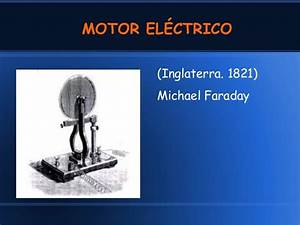 MOTOR ELÉCTRICO
(Inglaterra. 1821)
Michael Faraday